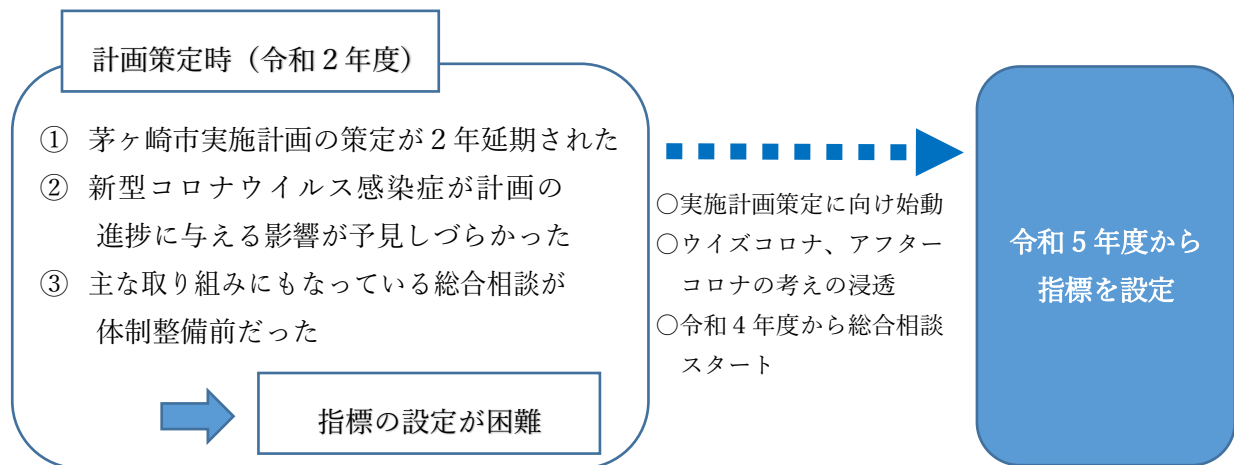 計画策定時（令和２年度）
① 茅ヶ崎市実施計画の策定が２年延期された
② 新型コロナウイルス感染症が計画の
進捗に与える影響が予見しづらかった
③ 主な取り組みにもなっている総合相談が
体制整備前だった
指標の設定が困難
○実施計画策定に向け始動
○ウイズコロナ、アフター
コロナの考えの浸透
○令和４年度から総合相談
スタート
令和５年度から
指標を設定